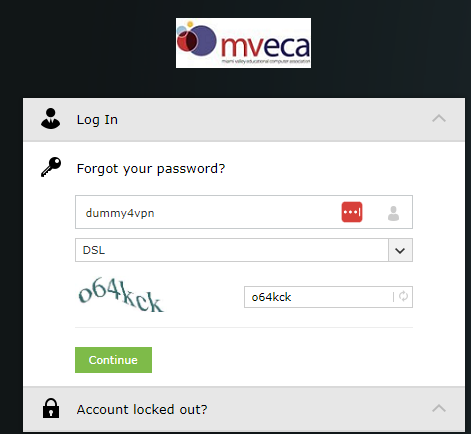 mveca
miami valley educational computer association
Log In
Forgot your password?
dummy4vpn
DSL
o64kck
o64kck
Continue
Account locked out?